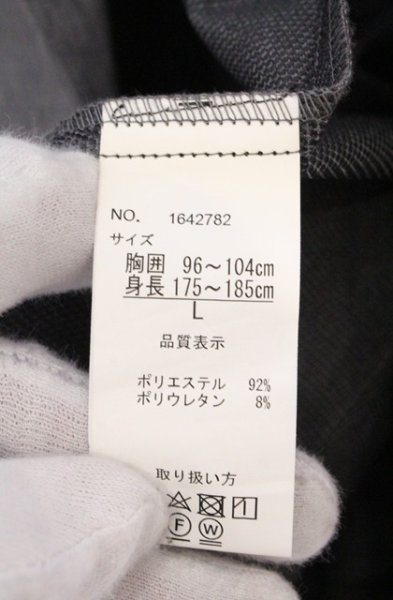 NO. 1642782
サイズ
胸囲 96～104cm
身長 175～185cm
L
品質表示
ポリエステル 92%
ポリウレタン 8%
取り扱い方
F W